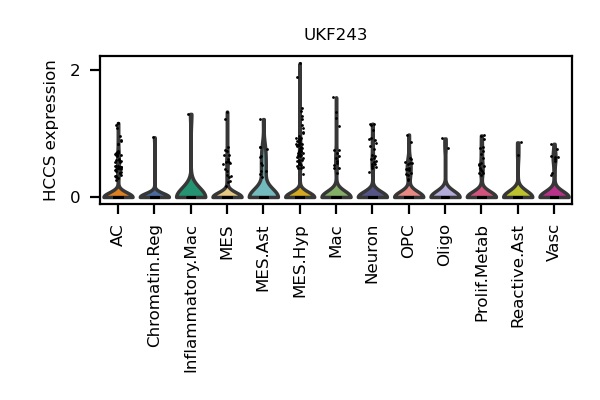 UKF243
HCCS expression
2
0
AC
Chromatin.Reg
Inflammatory.Mac
MES
MES.Ast
MES.Hyp
Mac
Neuron
OPC
Oligo
Prolif.Metab
Reactive.Ast
Vasc